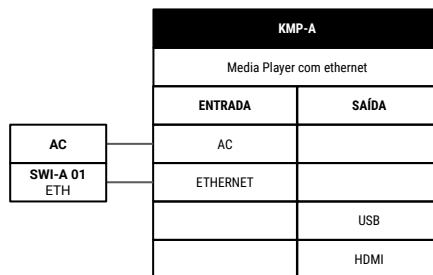 KMP-A
Media Player com ethernet
ENTRADA SAÍDA
AC AC
SWI-A 01
ETH
ETHERNET
USB
HDMI